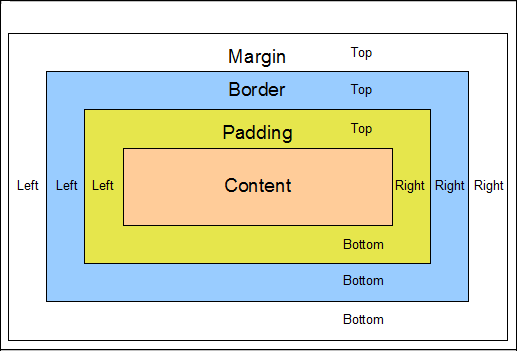 Margin Top
Border Top
Padding Top
Left Left Left Content Right Right Right
Bottom
Bottom
Bottom